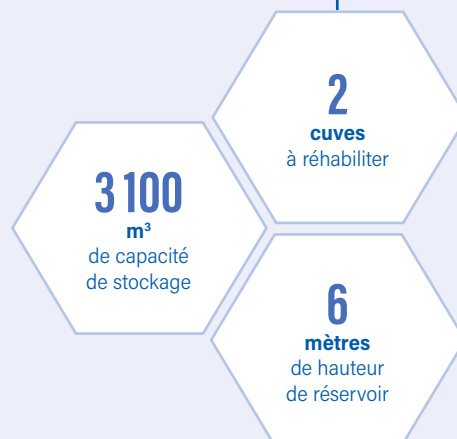 2
cuves
à réhabiliter
3 100
m³
de capacité
de stockage
6
mètres
de hauteur
de réservoir